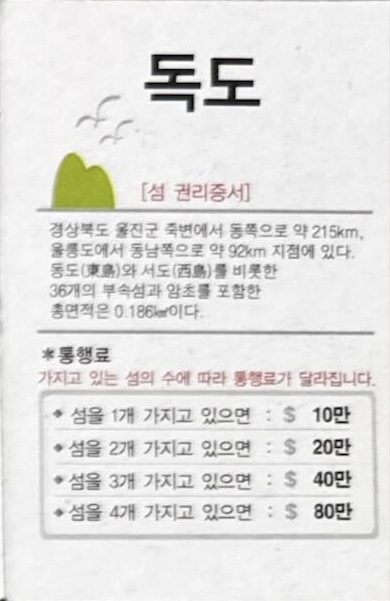 독도
[섬 권리증서]
경상북도 울진군 죽변에서 동쪽으로 약 215km,
울릉도에서 동남쪽으로 약 92km 지점에 있다.
동도(東島)와 서도(西島)를 비롯한
36개의 부속섬과 암초를 포함한
총면적은 0.186㎢이다.
*통행료
가지고 있는 섬의 수에 따라 통행료가 달라집니다.
◆ 섬을 1개 가지고 있으면 : $ 10만
◆ 섬을 2개 가지고 있으면 : $ 20만
◆ 섬을 3개 가지고 있으면 : $ 40만
◆ 섬을 4개 가지고 있으면 : $ 80만